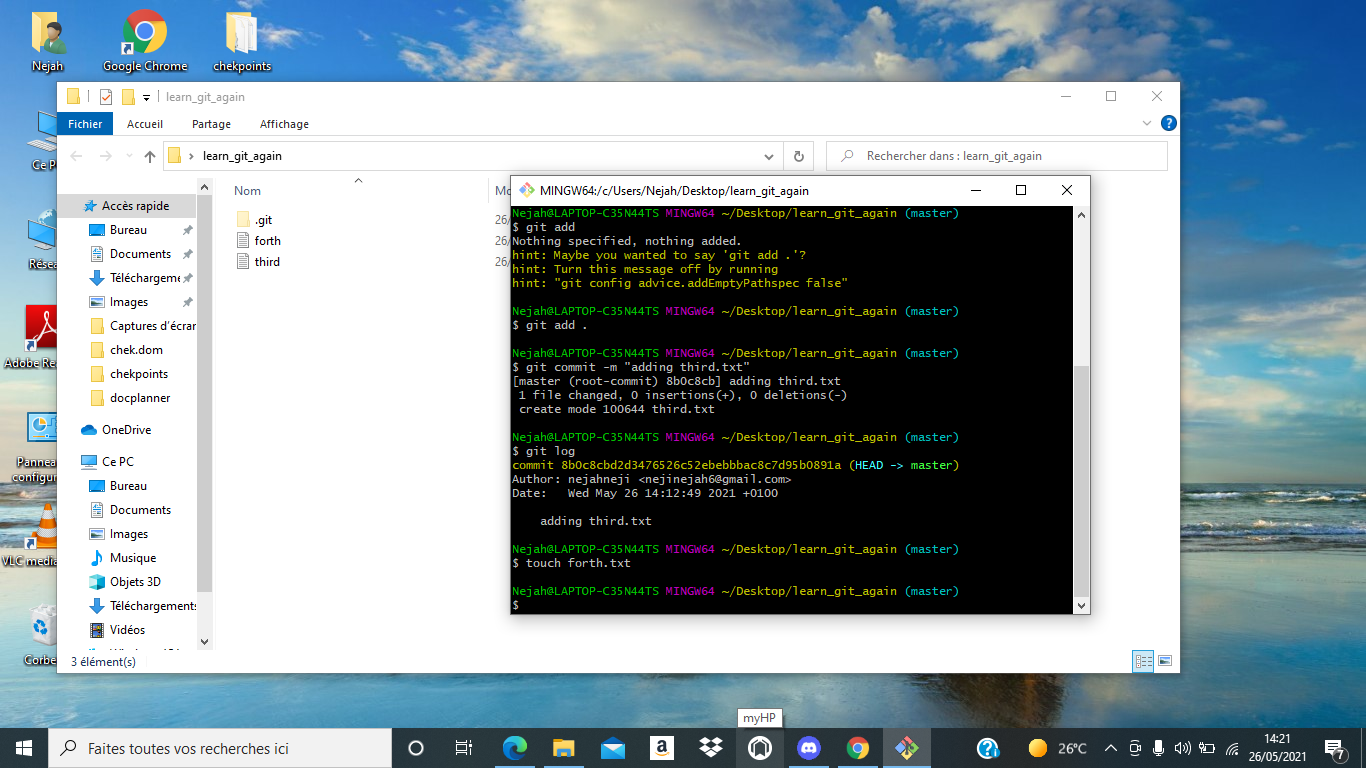 Nejah
Google Chrome
chekpoints
Ce P
Résea
Adobe Re
Pannea
configura
VLC media
Corbe
learn_git_again
Fichier
Accueil
Partage
Affichage
learn_git_again
Rechercher dans : learn_git_again
Accès rapide
Bureau
Documents
Téléchargeme
Images
Captures d'écran
chek.dom
chekpoints
docplanner
OneDrive
Ce PC
Bureau
Documents
Images
Musique
Objets 3D
Téléchargements
Vidéos
3 élément(s)
Nom
Mo
.git
26/
forth
26/
third
26/
MINGW64:/c/Users/Nejah/Desktop/learn_git_again
Nejah@LAPTOP-C35N44TS MINGW64 ~/Desktop/learn_git_again (master)
$ git add
Nothing specified, nothing added.
hint: Maybe you wanted to say 'git add .'?
hint: Turn this message off by running
hint: "git config advice.addEmptyPathspec false"
Nejah@LAPTOP-C35N44TS MINGW64 ~/Desktop/learn_git_again (master)
$ git add .
Nejah@LAPTOP-C35N44TS MINGW64 ~/Desktop/learn_git_again (master)
$ git commit -m "adding third.txt"
[master (root-commit) 8b0c8cb] adding third.txt
1 file changed, 0 insertions(+), 0 deletions(-)
create mode 100644 third.txt
Nejah@LAPTOP-C35N44TS MINGW64 ~/Desktop/learn_git_again (master)
$ git log
commit 8b0c8cbd2d3476526c52ebebbbac8c7d95b0891a (HEAD -> master)
Author: nejahneji <nejinejah6@gmail.com>
Date:   Wed May 26 14:12:49 2021 +0100
adding third.txt
Nejah@LAPTOP-C35N44TS MINGW64 ~/Desktop/learn_git_again (master)
$ touch forth.txt
Nejah@LAPTOP-C35N44TS MINGW64 ~/Desktop/learn_git_again (master)
$
myHP
Faites toutes vos recherches ici
26°C
14:21
26/05/2021
7